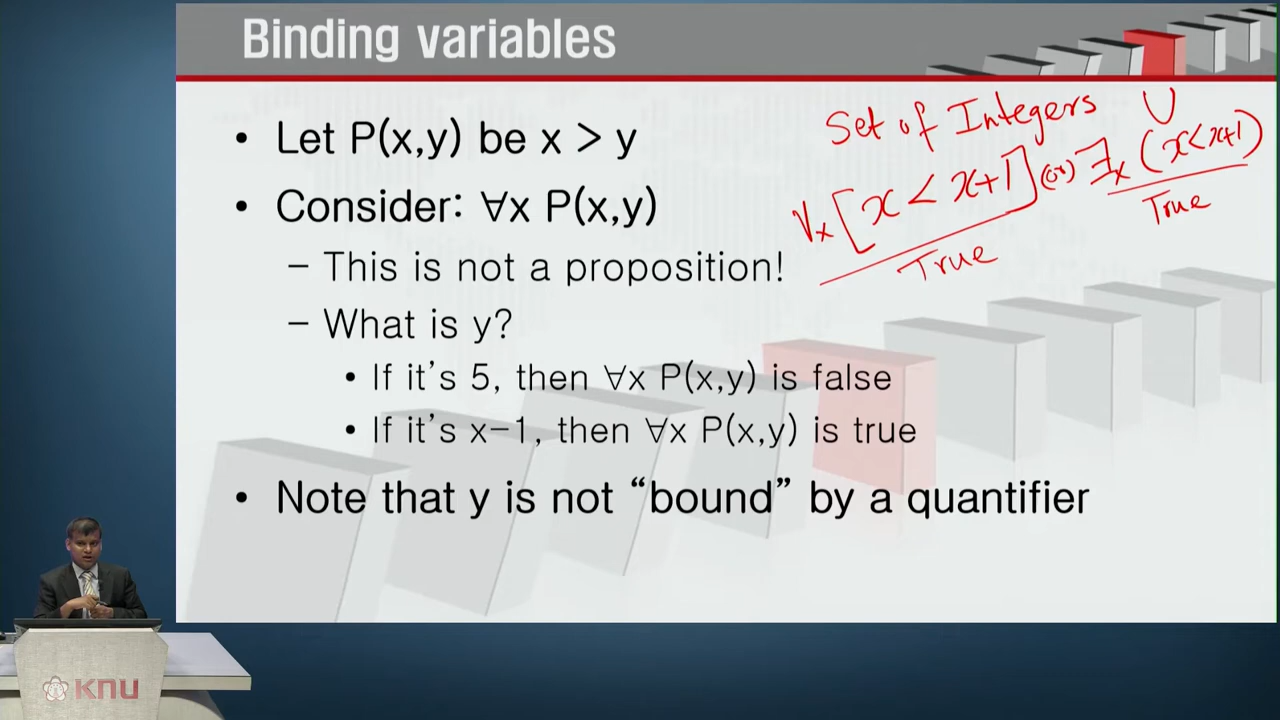 Binding variables
• Let P(x,y) be x > y
• Consider: ∀x P(x,y)
– This is not a proposition!
– What is y?
• If it's 5, then ∀x P(x,y) is false
• If it's x-1, then ∀x P(x,y) is true
• Note that y is not “bound” by a quantifier
Set of Integers U
∀x [x < x+1] (or) ∃x (x < x+1)
True True
KNU